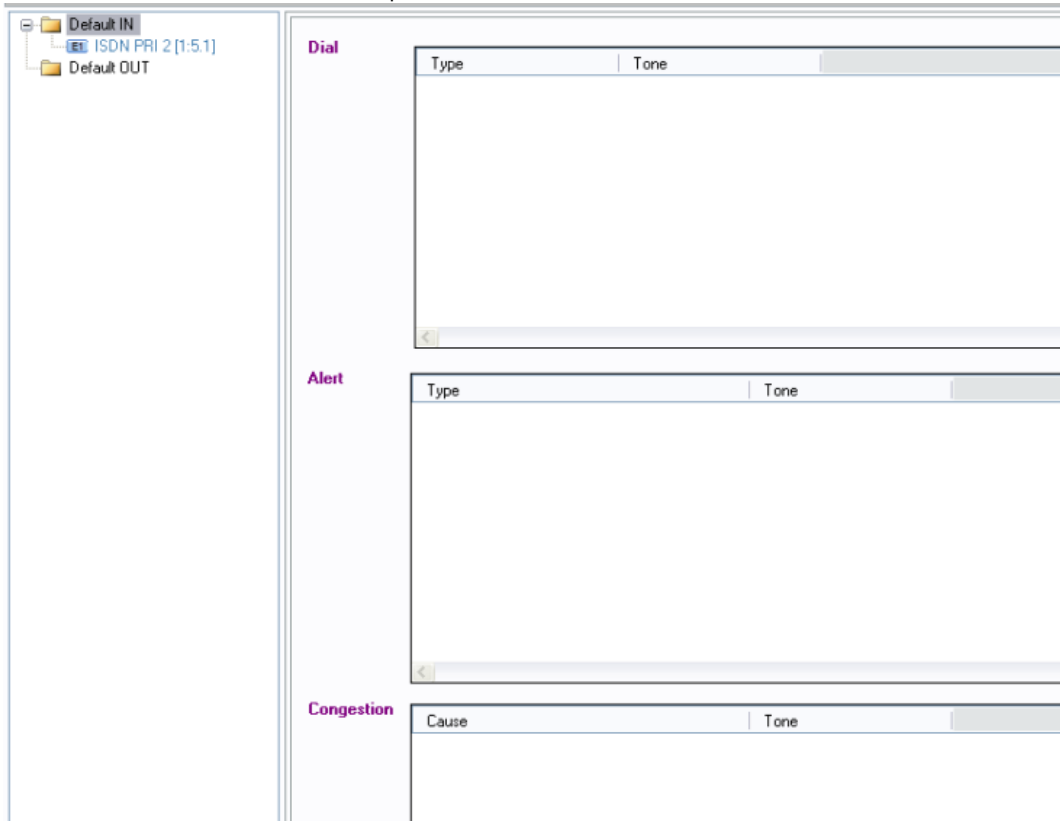 Default IN
E1 ISDN PRI 2 [1:5.1]
Default OUT
Dial
Type Tone
Alert
Type Tone
Congestion
Cause Tone